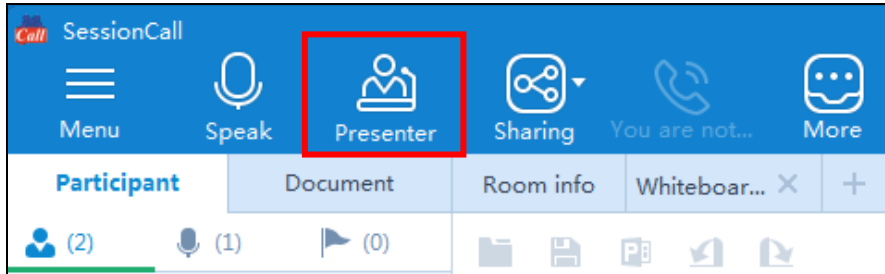 Call SessionCall
Menu Speak Presenter Sharing You are not... More
Participant Document Room info Whiteboar... ×  +
(2) (1) (0)